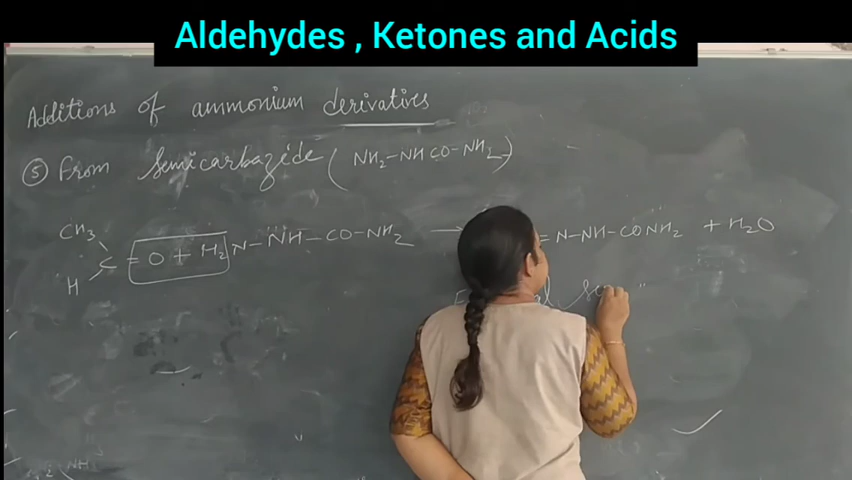 Aldehydes , Ketones and Acids
Additions of ammonium derivatives
⑤ From Semicarbazide ( NH2-NH CO-NH2 )
CH3
H C = O + H2 N - NH - CO - NH2 → = N-NH-CONH2 + H2O